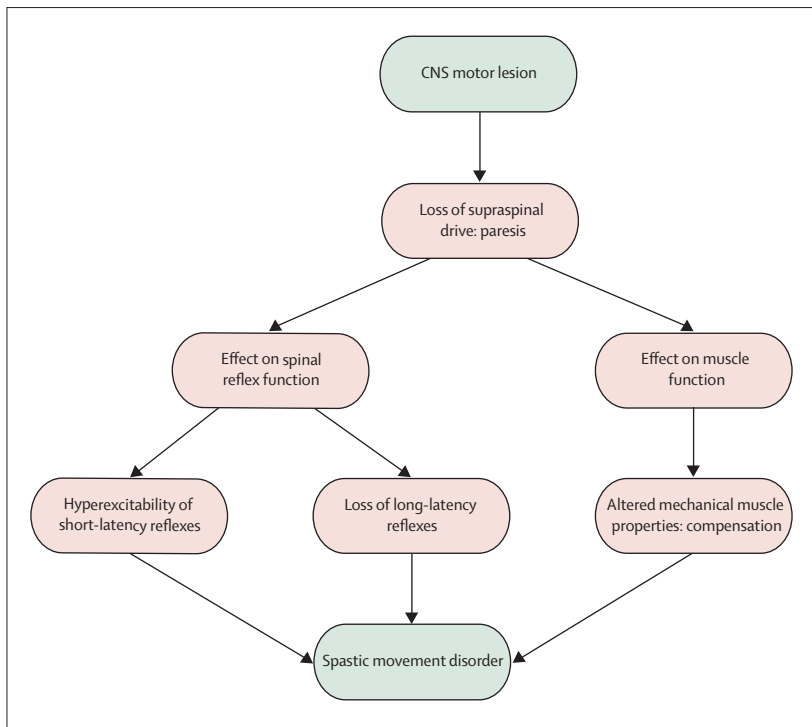 CNS motor lesion
Loss of supraspinal
drive: paresis
Effect on spinal
reflex function
Effect on muscle
function
Hyperexcitability of
short-latency reflexes
Loss of long-latency
reflexes
Altered mechanical muscle
properties: compensation
Spastic movement disorder